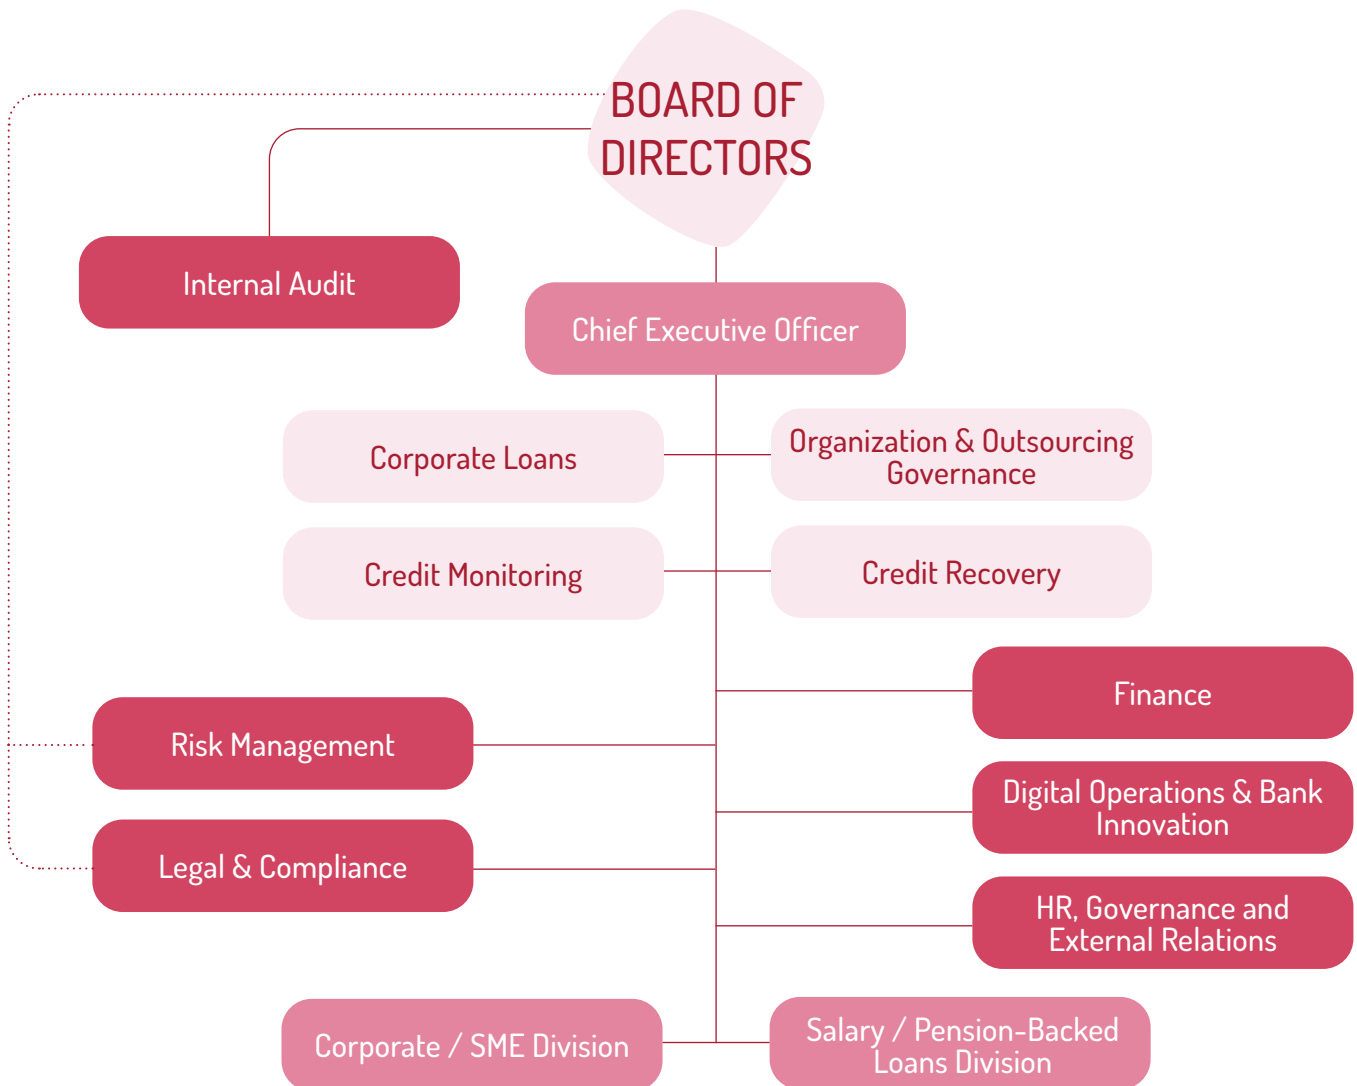 BOARD OF
DIRECTORS
Internal Audit
Chief Executive Officer
Corporate Loans
Organization & Outsourcing
Governance
Credit Monitoring
Credit Recovery
Finance
Risk Management
Digital Operations & Bank
Innovation
Legal & Compliance
HR, Governance and
External Relations
Corporate / SME Division
Salary / Pension-Backed
Loans Division